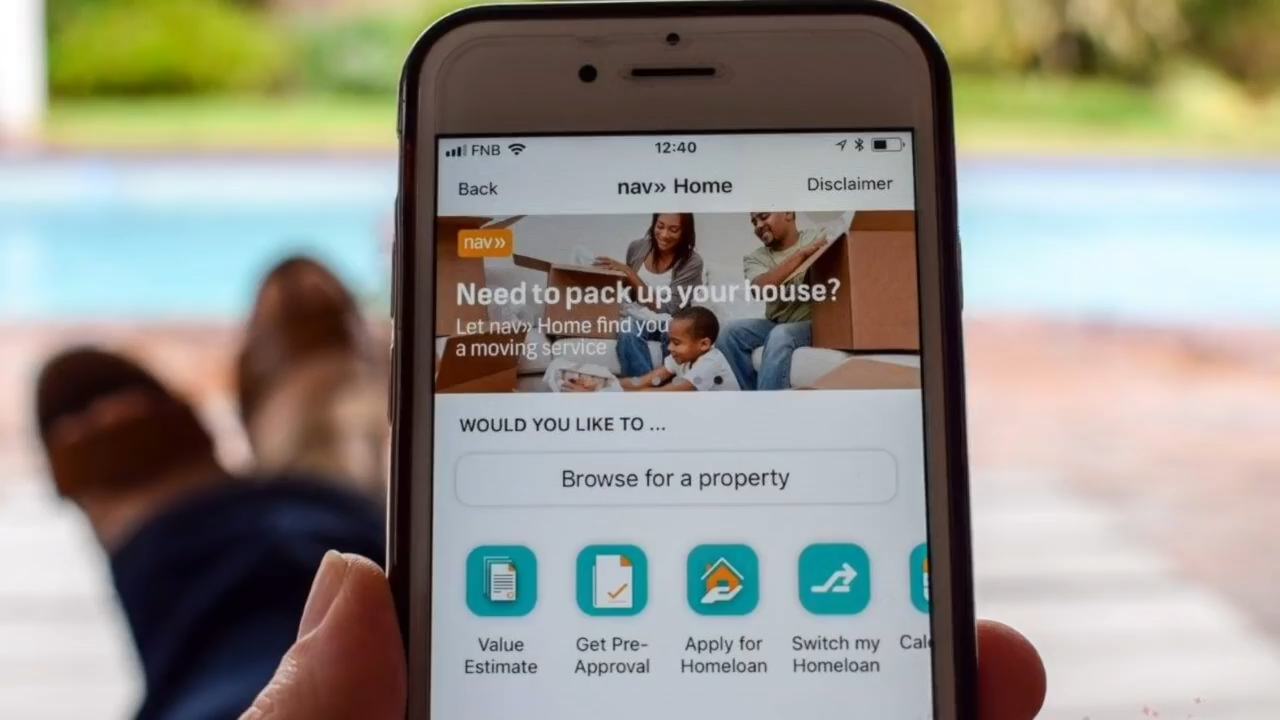 FNB 12:40
Back nav» Home Disclaimer
nav»
Need to pack up your house?
Let nav» Home find you
a moving service
WOULD YOU LIKE TO ...
Browse for a property
Value
Estimate
Get Pre-
Approval
Apply for
Homeloan
Switch my
Homeloan